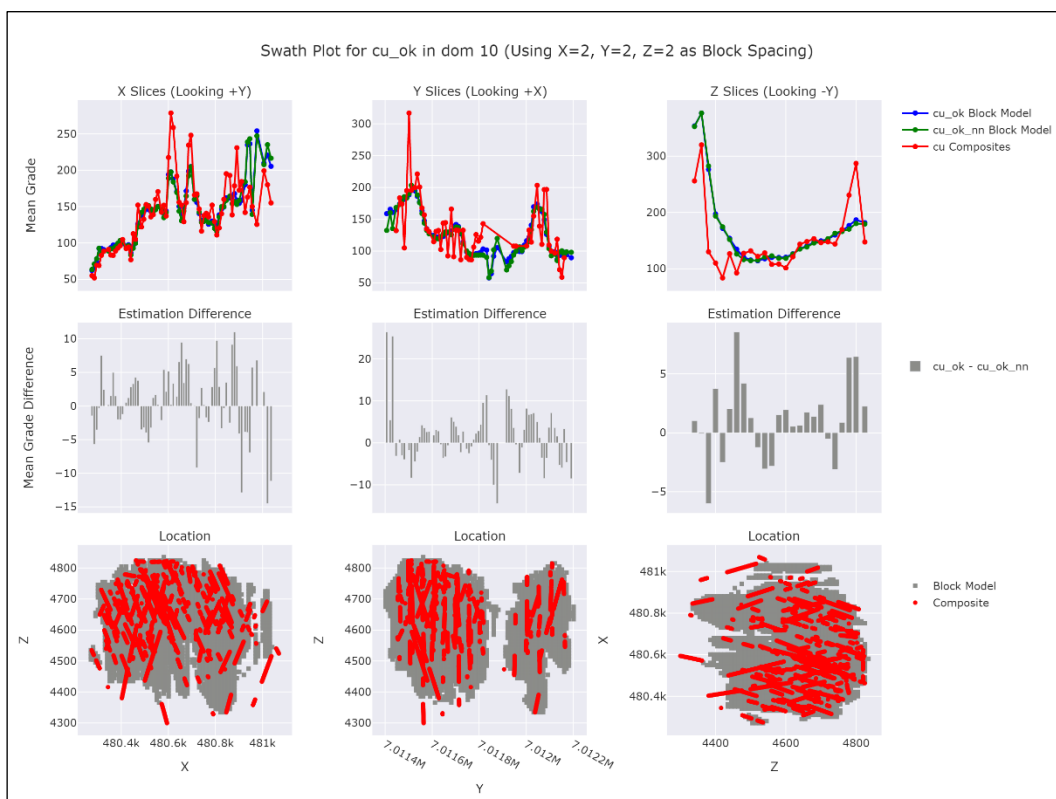 Swath Plot for cu_ok in dom 10 (Using X=2, Y=2, Z=2 as Block Spacing)
X Slices (Looking +Y)
Y Slices (Looking +X)
Z Slices (Looking -Y)
Mean Grade
250
200
150
100
50
300
250
200
150
100
50
300
200
100
cu_ok Block Model
cu_ok_nn Block Model
cu Composites
Estimation Difference
Estimation Difference
Estimation Difference
Mean Grade Difference
10
5
0
−5
−10
−15
20
10
0
−10
5
0
−5
cu_ok - cu_ok_nn
Location
Location
Location
Z
4800
4700
4600
4500
4400
4300
Z
4800
4700
4600
4500
4400
4300
X
481k
480.8k
480.6k
480.4k
Block Model
Composite
480.4k 480.6k 480.8k 481k
X
7.0114M 7.0116M 7.0118M 7.012M 7.0122M
Y
4400 4600 4800
Z